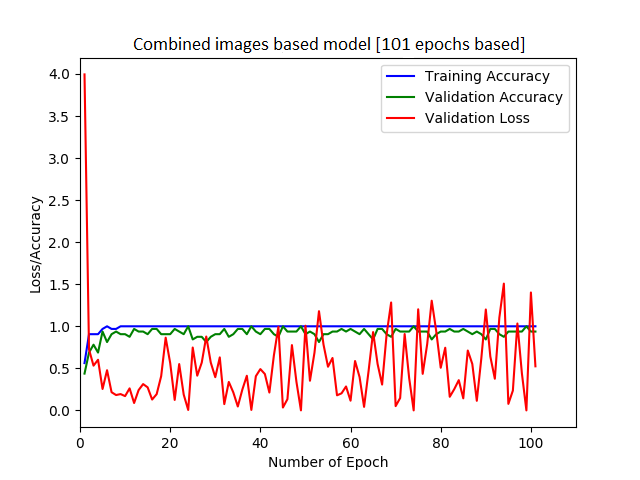 Combined images based model [101 epochs based]
Training Accuracy
Validation Accuracy
Validation Loss
Loss/Accuracy
4.0
3.5
3.0
2.5
2.0
1.5
1.0
0.5
0.0
0 20 40 60 80 100
Number of Epoch